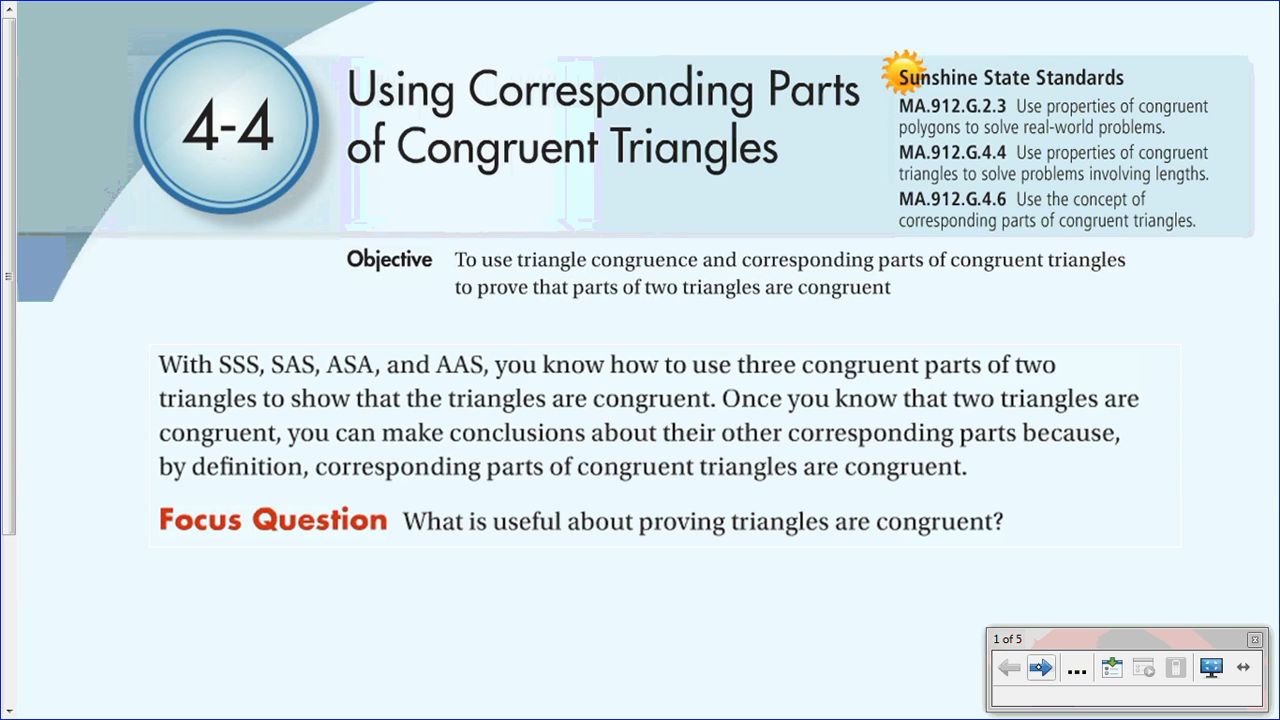 4-4
Using Corresponding Parts
of Congruent Triangles
Sunshine State Standards
MA.912.G.2.3 Use properties of congruent
polygons to solve real-world problems.
MA.912.G.4.4 Use properties of congruent
triangles to solve problems involving lengths.
MA.912.G.4.6 Use the concept of
corresponding parts of congruent triangles.
Objective To use triangle congruence and corresponding parts of congruent triangles
to prove that parts of two triangles are congruent
With SSS, SAS, ASA, and AAS, you know how to use three congruent parts of two
triangles to show that the triangles are congruent. Once you know that two triangles are
congruent, you can make conclusions about their other corresponding parts because,
by definition, corresponding parts of congruent triangles are congruent.
Focus Question What is useful about proving triangles are congruent?
1 of 5